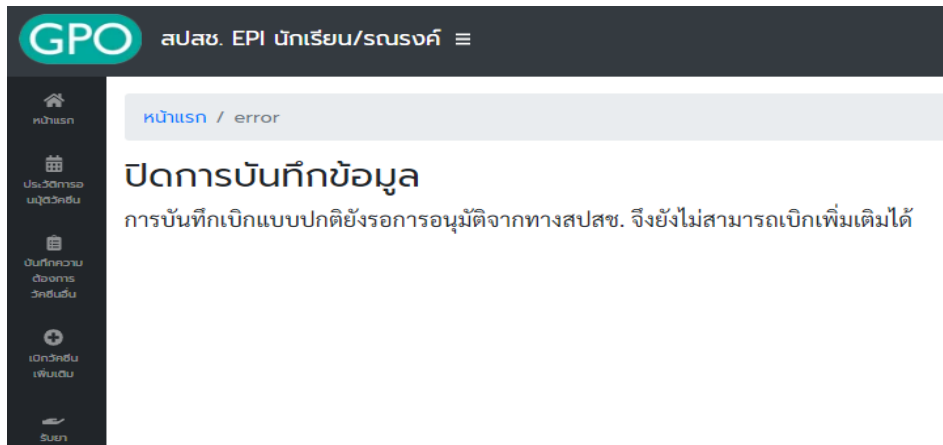 GPO สปสช. EPI นักเรียน/รณรงค์
หน้าแรก
หน้าแรก / error
ประวัติการอ
นมุัติวัคซีน
ปิดการบันทึกข้อมูล
การบันทึกเบิกแบบปกติยังรอการอนุมัติจากทางสปสช. จึงยังไม่สามารถเบิกเพิ่มเติมได้
บันทึกความ
ต้องการ
วัคซีนอื่น
เบิกวัคซีน
เพิ่มเติม
รับยา